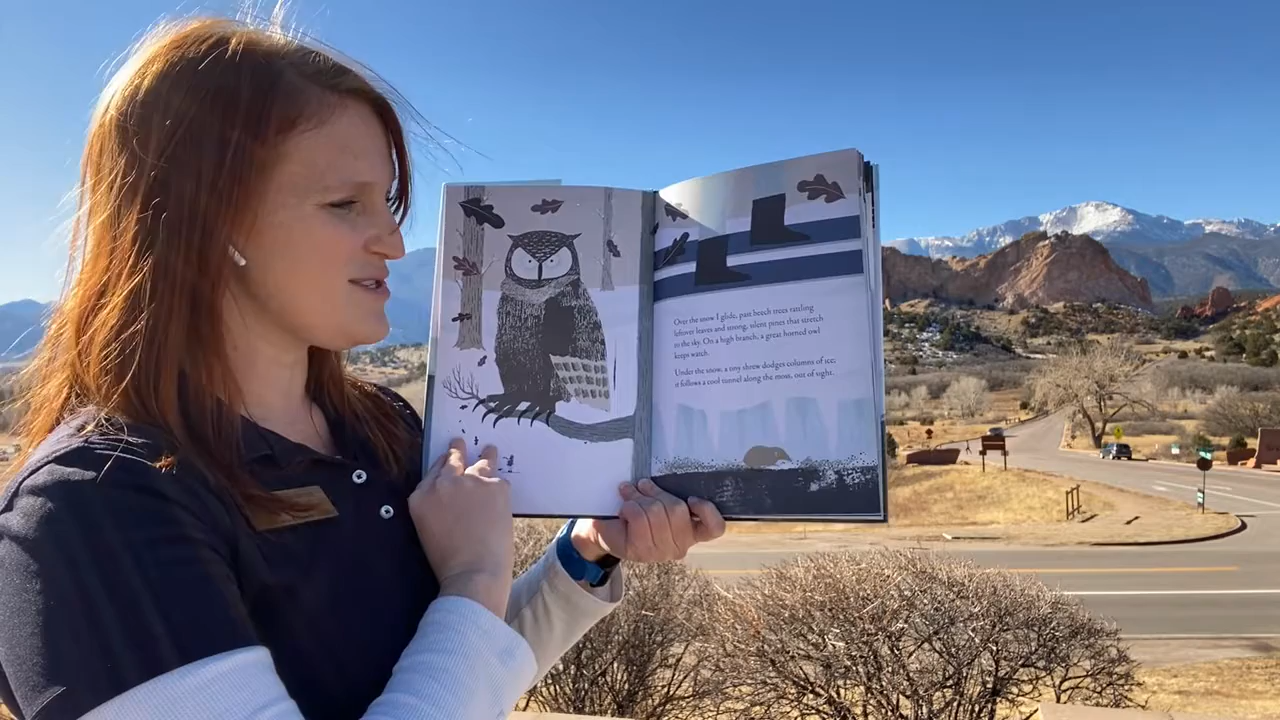 Over the snow I glide, past beech trees rattling
leftover leaves and strong, silent pines that stretch
to the sky. On a high branch, a great horned owl
keeps watch.
Under the snow, a tiny shrew dodges columns of ice;
it follows a cool tunnel along the moss, out of sight.